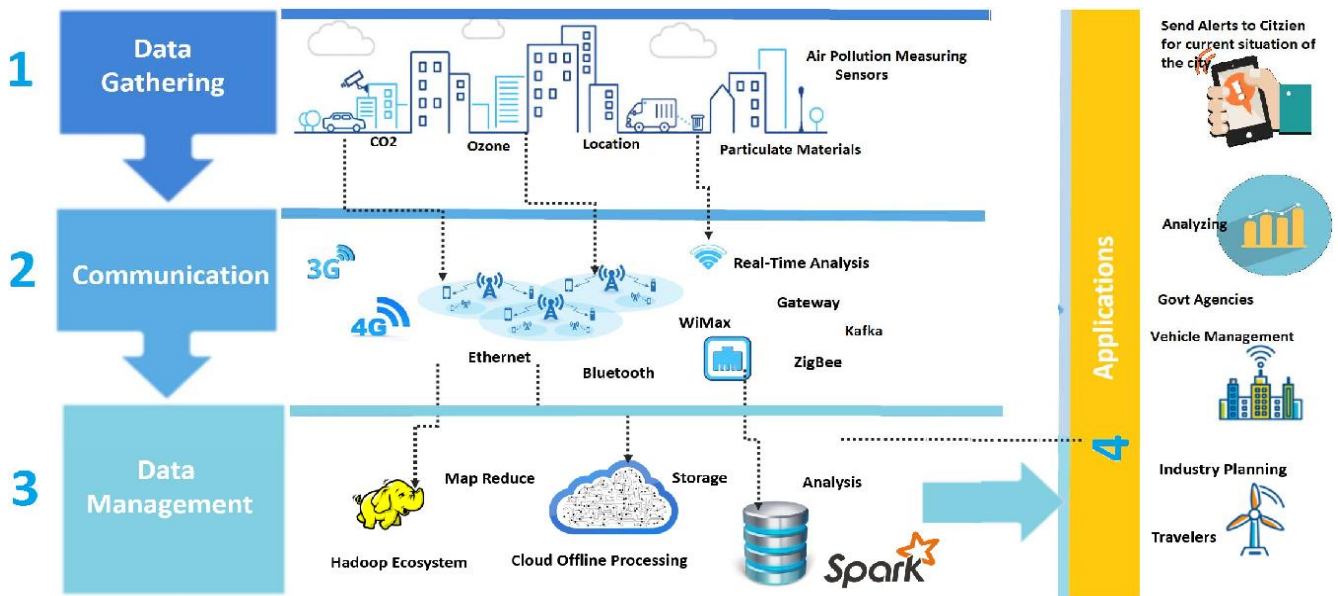 1
Data
Gathering
Air Pollution Measuring
Sensors
CO2
Ozone
Location
Particulate Materials
2
Communication
3G
4G
Real-Time Analysis
Gateway
WiMax
Kafka
Ethernet
Bluetooth
ZigBee
3
Data
Management
Map Reduce
Storage
Analysis
Hadoop Ecosystem
Cloud Offline Processing
Spark
4
Applications
Send Alerts to Citzien
for current situation of
the city
Analyzing
Govt Agencies
Vehicle Management
Industry Planning
Travelers